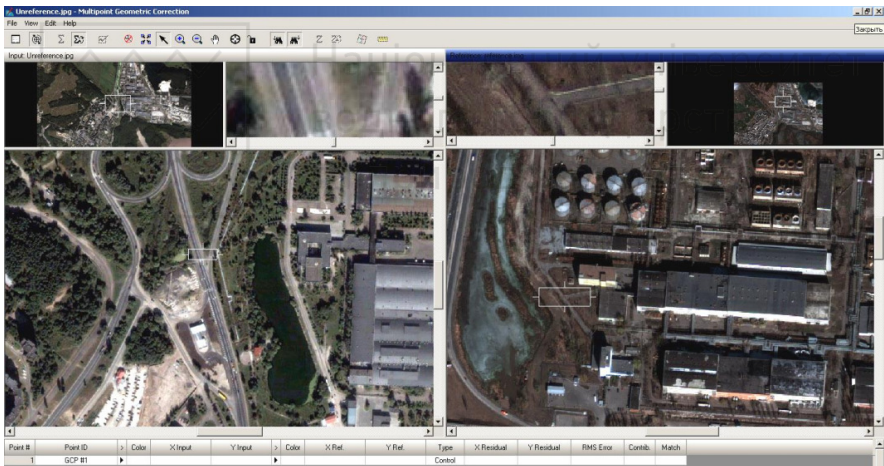 Unreference.jpg - Multipoint Geometric Correction
File View Edit Help
Закрыть
Input: Unreference.jpg
Point # Point ID > Color X Input Y Input > Color X Ref. Y Ref. Type X Residual Y Residual RMS Error Contrib. Match
1 GCP #1 Control